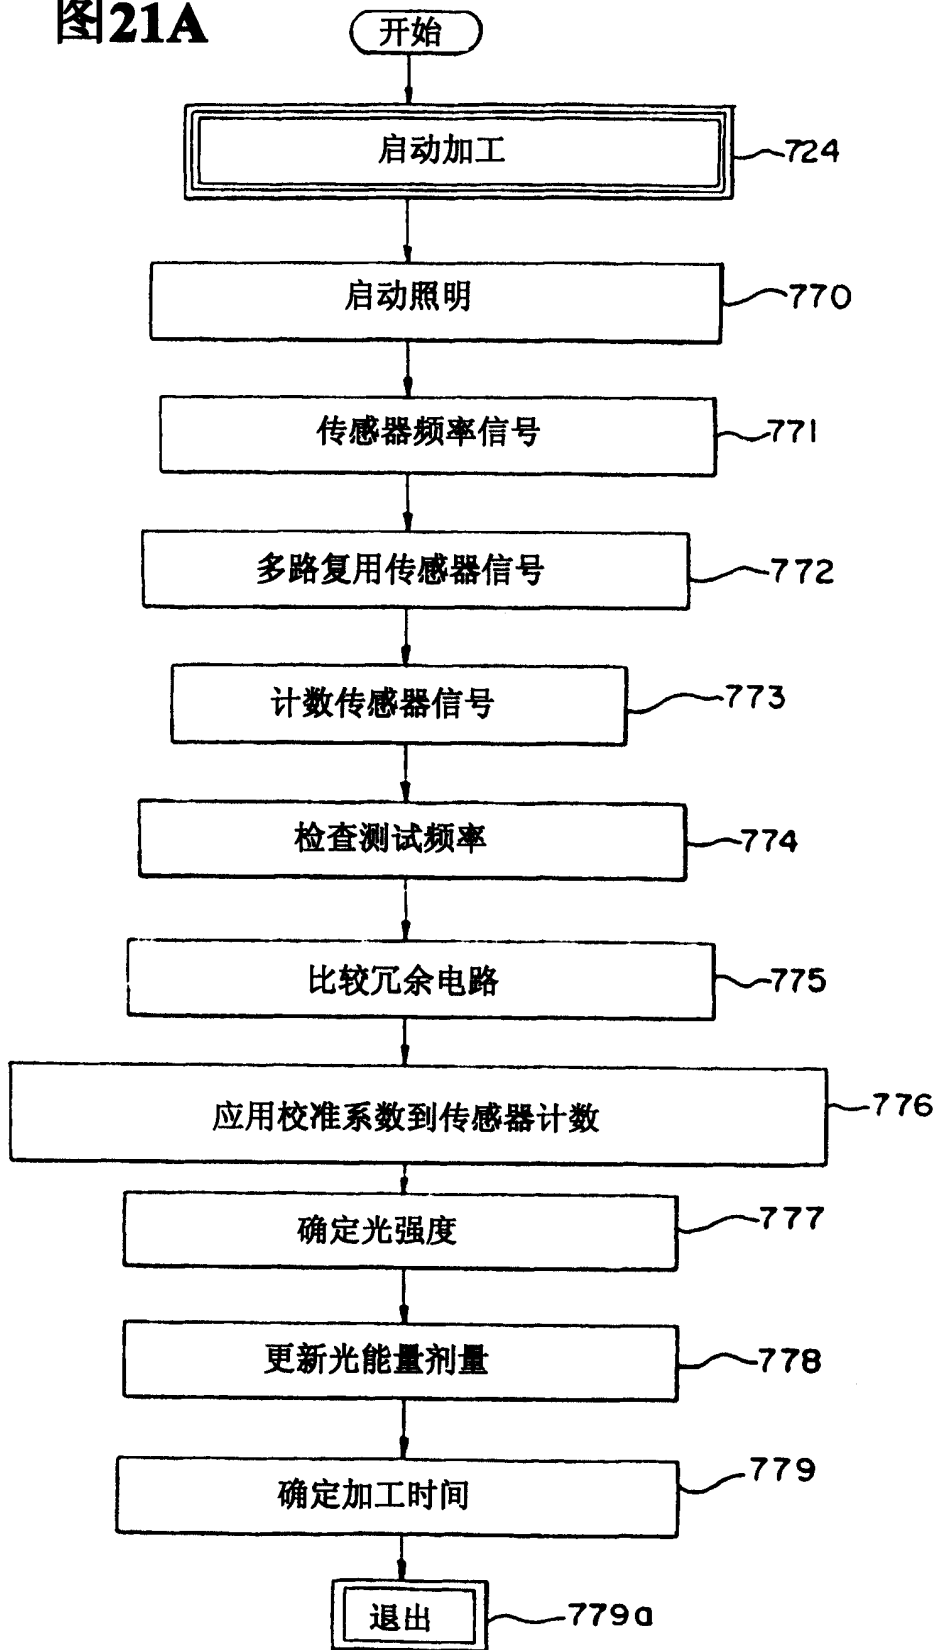 图21A
开始
启动加工
724
启动照明
770
传感器频率信号
771
多路复用传感器信号
772
计数传感器信号
773
检查测试频率
774
比较冗余电路
775
应用校准系数到传感器计数
776
确定光强度
777
更新光能量剂量
778
确定加工时间
779
退出
779a